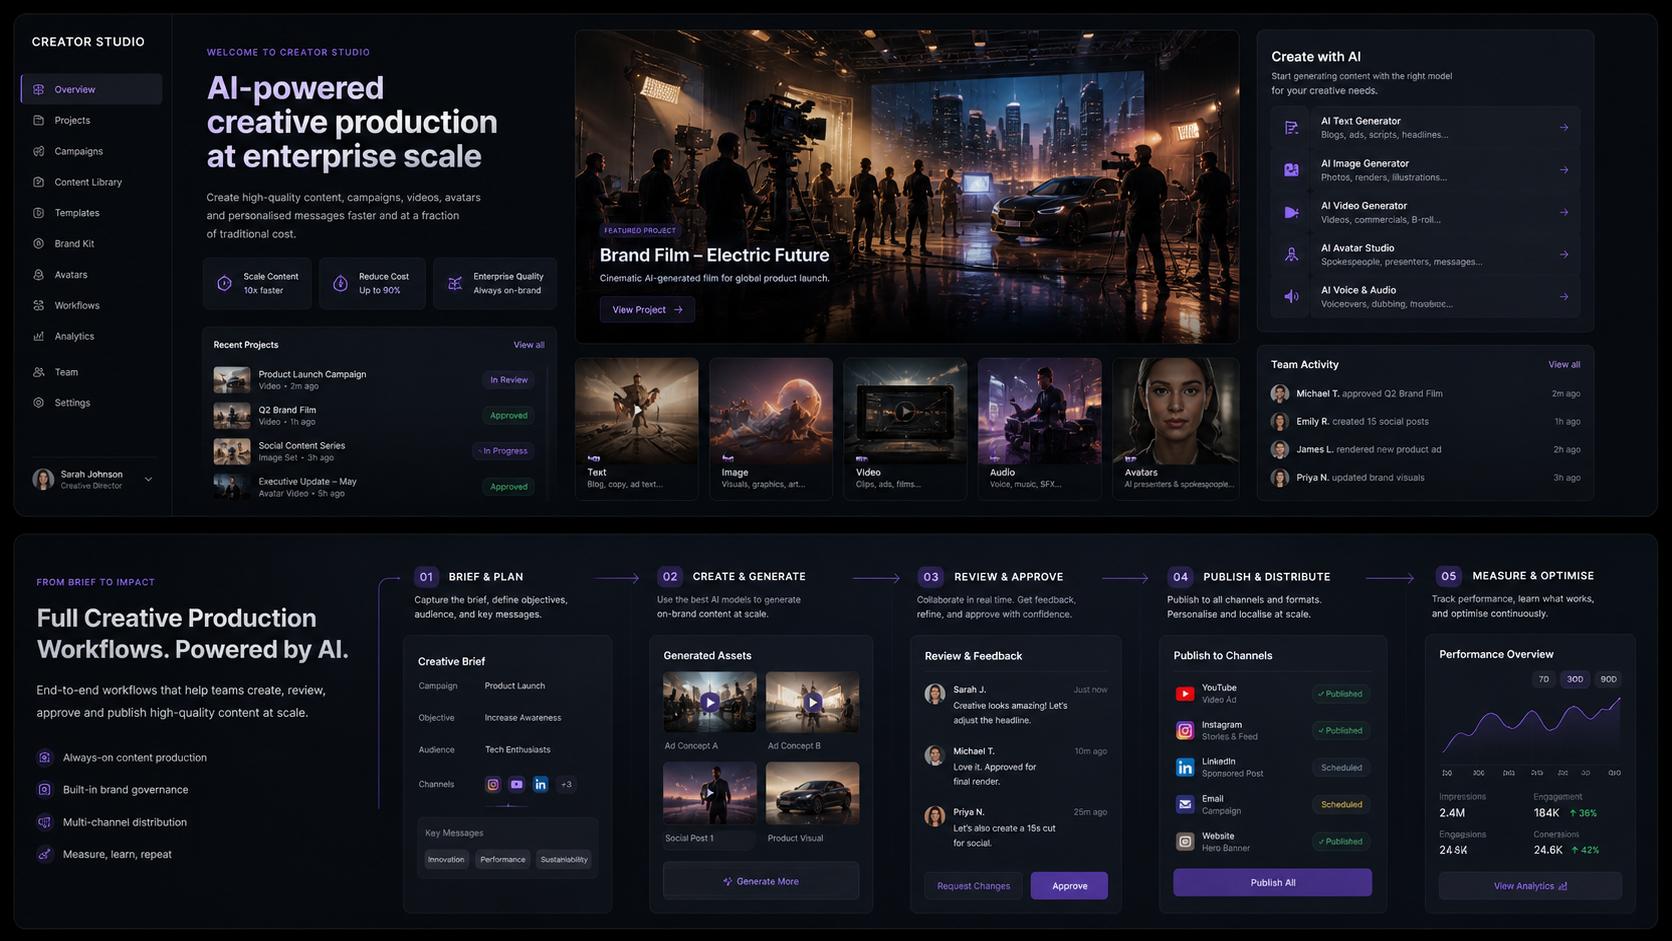 CREATOR STUDIO
Overview
Projects
Campaigns
Content Library
Templates
Brand Kit
Avatars
Workflows
Analytics
Team
Settings
Sarah Johnson
Creative Director
WELCOME TO CREATOR STUDIO
AI-powered
creative production
at enterprise scale
Create high-quality content, campaigns, videos, avatars
and personalised messages faster and at a fraction
of traditional cost.
Scale Content
10x faster
Reduce Cost
Up to 90%
Enterprise Quality
Always on-brand
Recent Projects View all
Product Launch Campaign
Video • 2m ago
In Review
Q2 Brand Film
Video • 1h ago
Approved
Social Content Series
Image Set • 3h ago
In Progress
Executive Update – May
Avatar Video • 5h ago
Approved
FEATURED PROJECT
Brand Film – Electric Future
Cinematic AI-generated film for global product launch.
View Project →
Text
Blog, copy, ad text...
Image
Visuals, graphics, art...
Video
Clips, ads, films...
Audio
Voice, music, SFX...
Avatars
AI presenters & spokespeople...
Create with AI
Start generating content with the right model
for your creative needs.
AI Text Generator
Blogs, ads, scripts, headlines...
AI Image Generator
Photos, renders, illustrations...
AI Video Generator
Videos, commercials, B-roll...
AI Avatar Studio
Spokespeople, presenters, messages...
AI Voice & Audio
Voiceovers, dubbing,
Team Activity View all
Michael T. approved Q2 Brand Film 2m ago
Emily R. created 15 social posts 1h ago
James L. rendered new product ad 2h ago
Priya N. updated brand visuals 3h ago
FROM BRIEF TO IMPACT
Full Creative Production
Workflows. Powered by AI.
End-to-end workflows that help teams create, review,
approve and publish high-quality content at scale.
Always-on content production
Built-in brand governance
Multi-channel distribution
Measure, learn, repeat
01 BRIEF & PLAN
Capture the brief, define objectives,
audience, and key messages.
Creative Brief
Campaign Product Launch
Objective Increase Awareness
Audience Tech Enthusiasts
Channels in +3
Key Messages
Innovation Performance Sustainability
02 CREATE & GENERATE
Use the best AI models to generate
on-brand content at scale.
Generated Assets
Ad Concept A Ad Concept B
Social Post 1 Product Visual
Generate More
03 REVIEW & APPROVE
Collaborate in real time. Get feedback,
refine, and approve with confidence.
Review & Feedback
Sarah J. Just now
Creative looks amazing! Let's
adjust the headline.
Michael T. 10m ago
Love it. Approved for
final render.
Priya N. 25m ago
Let's also create a 15s cut
for social.
Request Changes Approve
04 PUBLISH & DISTRIBUTE
Publish to all channels and formats.
Personalise and localise at scale.
Publish to Channels
YouTube
Video Ad
✓ Published
Instagram
Stories & Feed
✓ Published
in
LinkedIn
Sponsored Post
Scheduled
Email
Campaign
Scheduled
Website
Hero Banner
✓ Published
Publish All
05 MEASURE & OPTIMISE
Track performance, learn what works,
and optimise continuously.
Performance Overview
7D 30D 90D
Impressions Engagement
2.4M 184K ↑ 36%
24.6K ↑ 42%
View Analytics